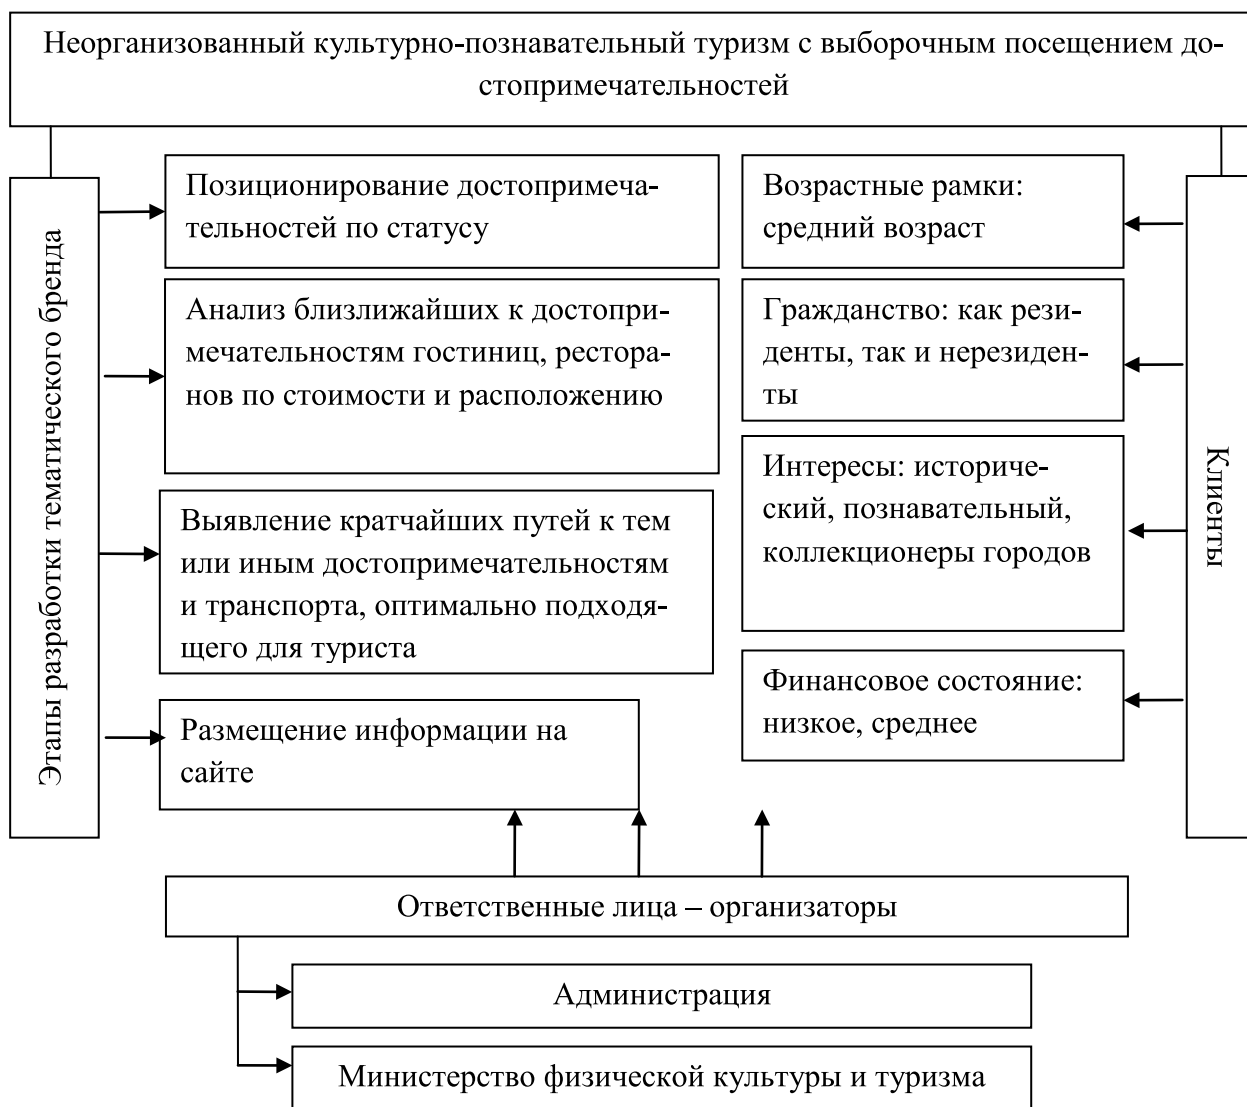 Неорганизованный культурно-познавательный туризм с выборочным посещением до-
стопримечательностей
Этапы разработки тематического бренда
Позиционирование достопримеча-
тельностей по статусу
Анализ близлижайших к достопри-
мечательностям гостиниц, рестора-
нов по стоимости и расположению
Выявление кратчайших путей к тем
или иным достопримечательностям
и транспорта, оптимально подходя-
щего для туриста
Размещение информации на
сайте
Возрастные рамки:
средний возраст
Гражданство: как рези-
денты, так и нерезиден-
ты
Интересы: историче-
ский, познавательный,
коллекционеры городов
Финансовое состояние:
низкое, среднее
Клиенты
Ответственные лица – организаторы
Администрация
Министерство физической культуры и туризма